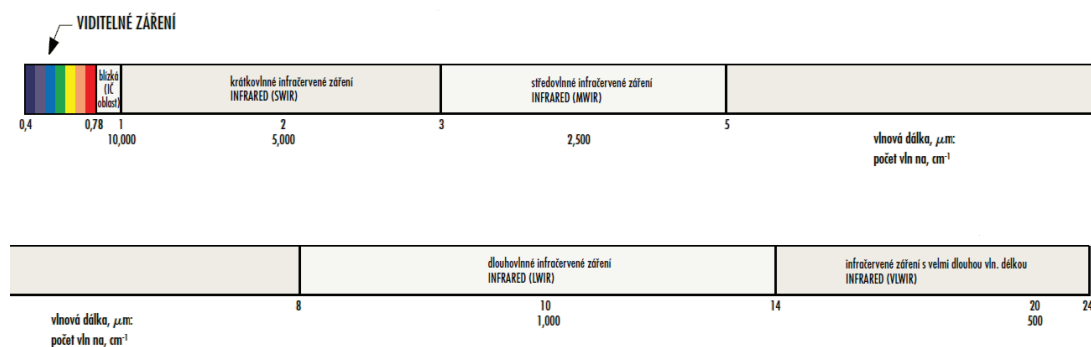 VIDITELNÉ ZÁŘENÍ
blízká
(IČ
oblast)
krátkovlnné infračervené záření
INFRARED (SWIR)
středovlnné infračervené záření
INFRARED (MWIR)
0,4 0,78 1 2 3 5
10,000 5,000 2,500
vlnová dálka, μm:
počet vln na, cm⁻¹
dlouhovlnné infračervené záření
INFRARED (LWIR)
infračervené záření s velmi dlouhou vln. délkou
INFRARED (VLWIR)
8 10 14 20 24
1,000 500
vlnová dálka, μm:
počet vln na, cm⁻¹